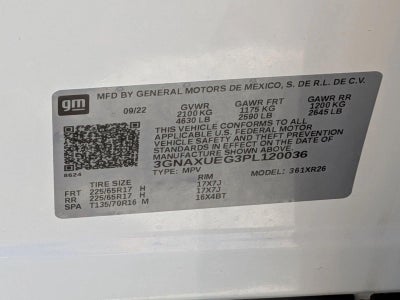 gm
MFD BY GENERAL MOTORS DE MEXICO, S. DE R.L. DE C.V.
09/22 GVWR GAWR FRT GAWR RR
2100 KG 1175 KG 1200 KG
4630 LB 2590 LB 2645 LB
THIS VEHICLE CONFORMS TO ALL
APPLICABLE U.S. FEDERAL MOTOR
VEHICLE SAFETY STANDARDS IN
EFFECT ON THE DATE OF
MANUFACTURE SHOWN ABOVE.
3GNAXUEG3PL120036
8624 TYPE: MPV MODEL: 361XR26
TIRE SIZE RIM
FRT 225/65R17 H 17X7J
RR 225/65R17 H 17X7J
SPA T135/70R16 M 16X4BT